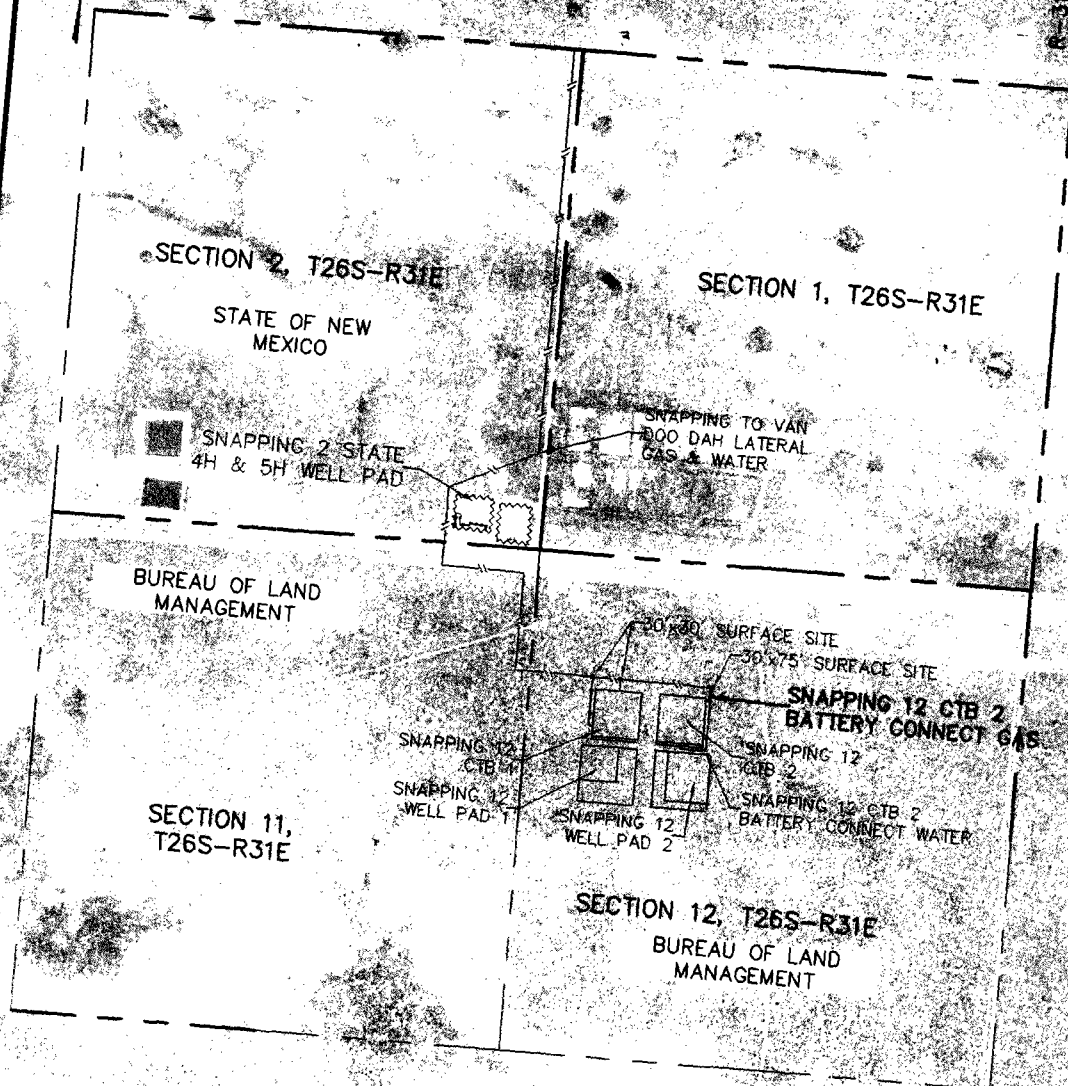 SECTION 2, T26S-R31E
STATE OF NEW
MEXICO
SECTION 1, T26S-R31E
SNAPPING 2 STATE
4H & 5H WELL PAD
SNAPPING TO VAN
DOO DAH LATERAL
GAS & WATER
BUREAU OF LAND
MANAGEMENT
30'x30' SURFACE SITE
30'x75' SURFACE SITE
SNAPPING 12 CTB 2
BATTERY CONNECT GAS
SNAPPING 12
CTB 1
SNAPPING 12
CTB 2
SNAPPING 12
WELL PAD 1
SNAPPING 12
WELL PAD 2
SNAPPING 12 CTB 2
BATTERY CONNECT WATER
SECTION 11,
T26S-R31E
SECTION 12, T26S-R31E
BUREAU OF LAND
MANAGEMENT